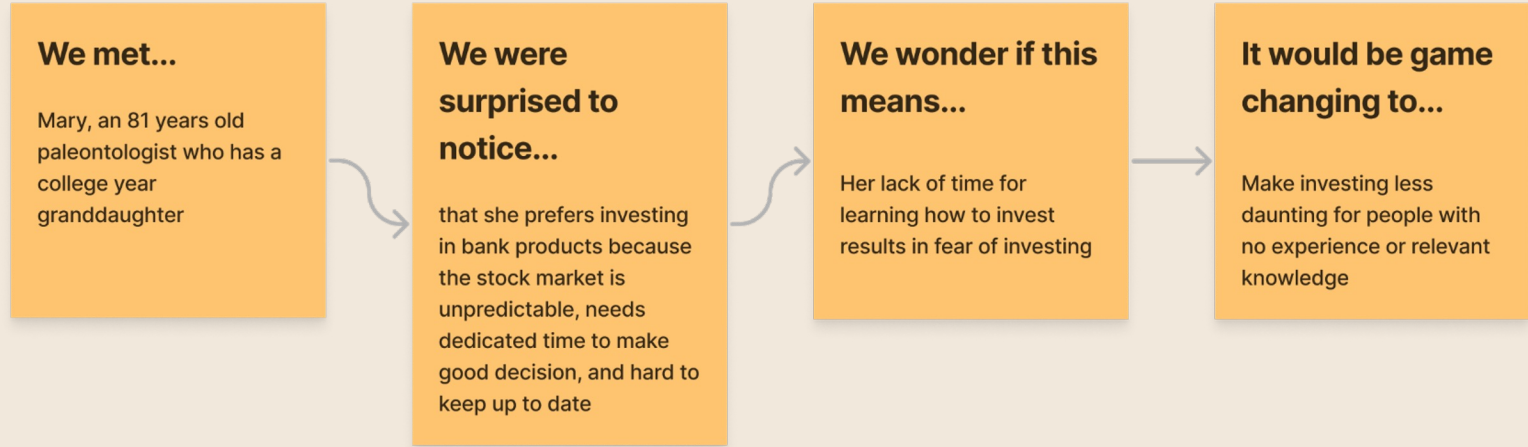 We met...
Mary, an 81 years old
paleontologist who has a
college year
granddaughter
We were
surprised to
notice...
that she prefers investing
in bank products because
the stock market is
unpredictable, needs
dedicated time to make
good decision, and hard to
keep up to date
We wonder if this
means...
Her lack of time for
learning how to invest
results in fear of investing
It would be game
changing to...
Make investing less
daunting for people with
no experience or relevant
knowledge